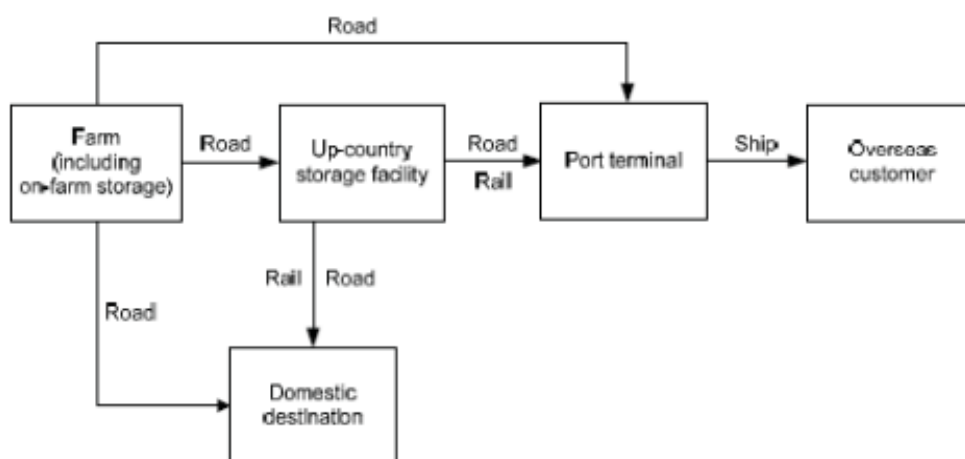 Road
Farm
(including
on-farm storage)
Road
Up-country
storage facility
Road
Rail
Port terminal
Ship
Overseas
customer
Rail
Road
Road
Domestic
destination